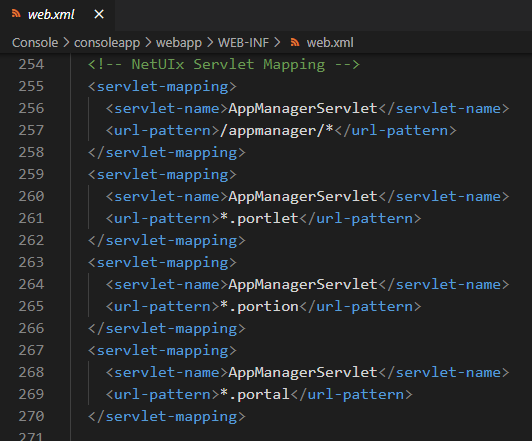 web.xml ×
Console > consoleapp > webapp > WEB-INF > web.xml
254 <!-- NetUIx Servlet Mapping -->
255 <servlet-mapping>
256 <servlet-name>AppManagerServlet</servlet-name>
257 <url-pattern>/appmanager/*</url-pattern>
258 </servlet-mapping>
259 <servlet-mapping>
260 <servlet-name>AppManagerServlet</servlet-name>
261 <url-pattern>*.portlet</url-pattern>
262 </servlet-mapping>
263 <servlet-mapping>
264 <servlet-name>AppManagerServlet</servlet-name>
265 <url-pattern>*.portion</url-pattern>
266 </servlet-mapping>
267 <servlet-mapping>
268 <servlet-name>AppManagerServlet</servlet-name>
269 <url-pattern>*.portal</url-pattern>
270 </servlet-mapping>
271